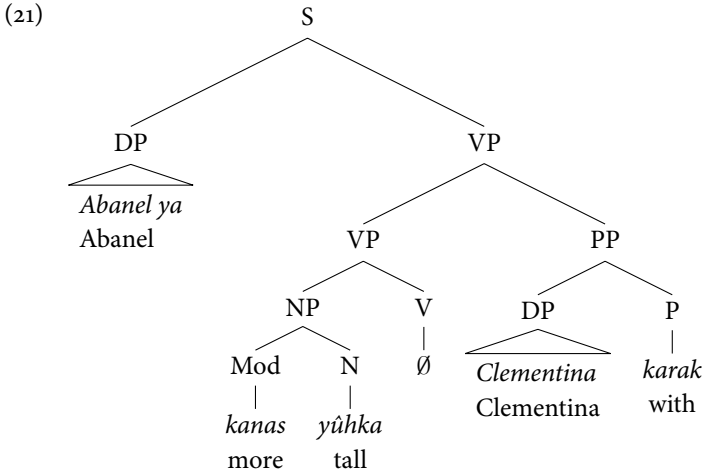 (21)
S
DP VP
Abanel ya
Abanel
VP PP
NP V DP P
Mod N Ø Clementina karak
Clementina with
kanas yûhka
more tall